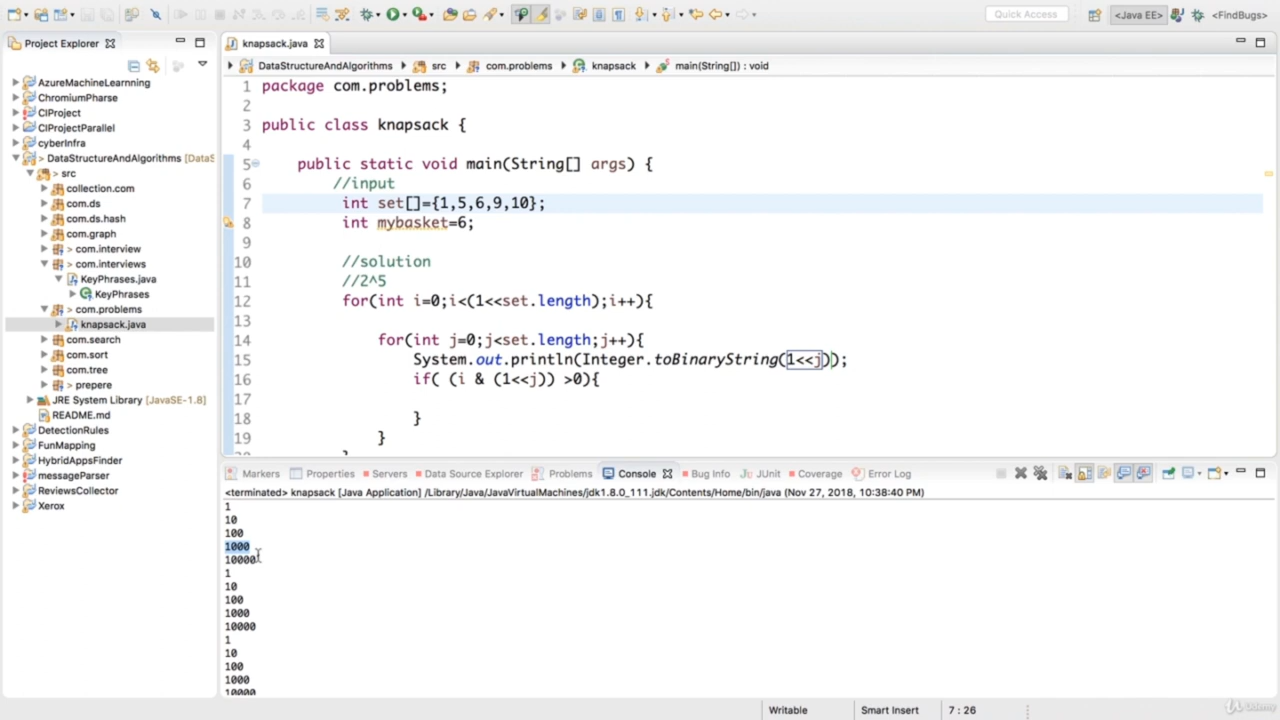 Quick Access
<Java EE>
<FindBugs>
Project Explorer
AzureMachineLearnning
ChromiumPharse
CIProject
CIProjectParallel
cyberInfra
> DataStructureAndAlgorithms [DataS
> src
collection.com
com.ds
com.ds.hash
com.graph
> com.interview
> com.interviews
KeyPhrases.java
KeyPhrases
com.problems
knapsack.java
com.search
com.sort
com.tree
> prepere
JRE System Library [JavaSE-1.8]
README.md
DetectionRules
FunMapping
HybridAppsFinder
messageParser
ReviewsCollector
Xerox
knapsack.java
DataStructureAndAlgorithms src com.problems knapsack main(String[]) : void
1 package com.problems;
2
3 public class knapsack {
4
5 public static void main(String[] args) {
6 //input
7 int set[]={1,5,6,9,10};
8 int mybasket=6;
9
10 //solution
11 //2^5
12 for(int i=0;i<(1<<set.length);i++){
13
14 for(int j=0;j<set.length;j++){
15 System.out.println(Integer.toBinaryString(1<<j));
16 if( (i & (1<<j)) >0){
17
18 }
19 }
Markers Properties Servers Data Source Explorer Problems Console Bug Info JUnit Coverage Error Log
<terminated> knapsack [Java Application] /Library/Java/JavaVirtualMachines/jdk1.8.0_111.jdk/Contents/Home/bin/java (Nov 27, 2018, 10:38:40 PM)
1
10
100
1000
10000
1
10
100
1000
10000
1
10
100
1000
10000
Writable Smart Insert 7 : 26
Udemy